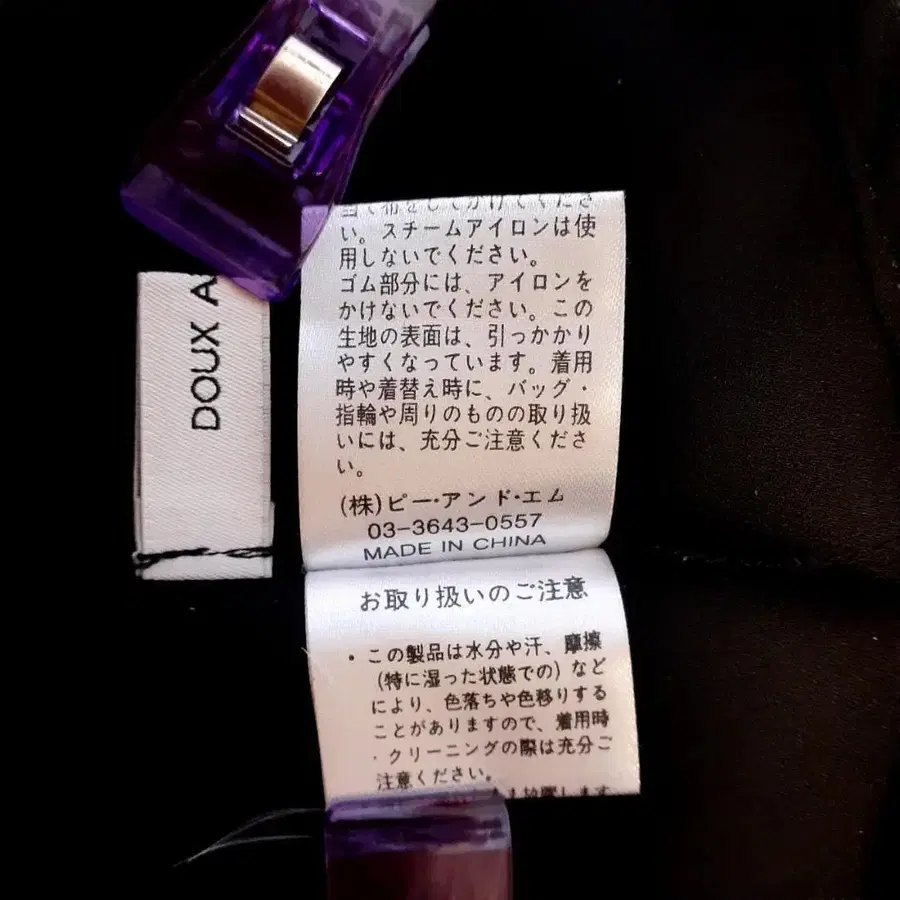 DOUX A
い。スチームアイロンは使
用しないでください。
ゴム部分には、アイロンを
かけないでください。この
生地の表面は、引っかかり
やすくなっています。着用
時や着替え時に、バッグ・
指輪や周りのものの取り扱
いには、充分ご注意くださ
い。
(株)ピー・アンド・エム
03-3643-0557
MADE IN CHINA
お取り扱いのご注意
・この製品は水分や汗、摩擦
(特に湿った状態での)など
により、色落ちや色移りする
ことがありますので、着用時
・クリーニングの際は充分ご
注意ください。